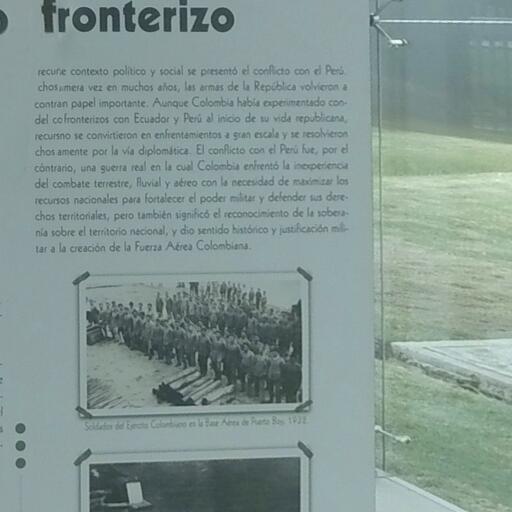 o fronterizo
recurie contexto político y social se presentó el conflicto con el Perú.
chosimera vez en muchos años, las armas de la República volvieron a
contran papel importante. Aunque Colombia había experimentado con-
del cofronterizos con Ecuador y Perú al inicio de su vida republicana,
recursno se convirtieron en enfrentamientos a gran escala y se resolvieron
chos amente por la vía diplomática. El conflicto con el Perú fue, por el
cóntrario, una guerra real en la cual Colombia enfrentó la inexperiencia
del combate terrestre, fluvial y aéreo con la necesidad de maximizar los
recursos nacionales para fortalecer el poder militar y defender sus dere-
chos territoriales, pero también significó el reconocimiento de la sobera-
nía sobre el territorio nacional, y dio sentido histórico y justificación mili-
tar a la creación de la Fuerza Aérea Colombiana.
Soldados del Ejército Colombiano en la Base Aérea de Puerto Boy, 1932.